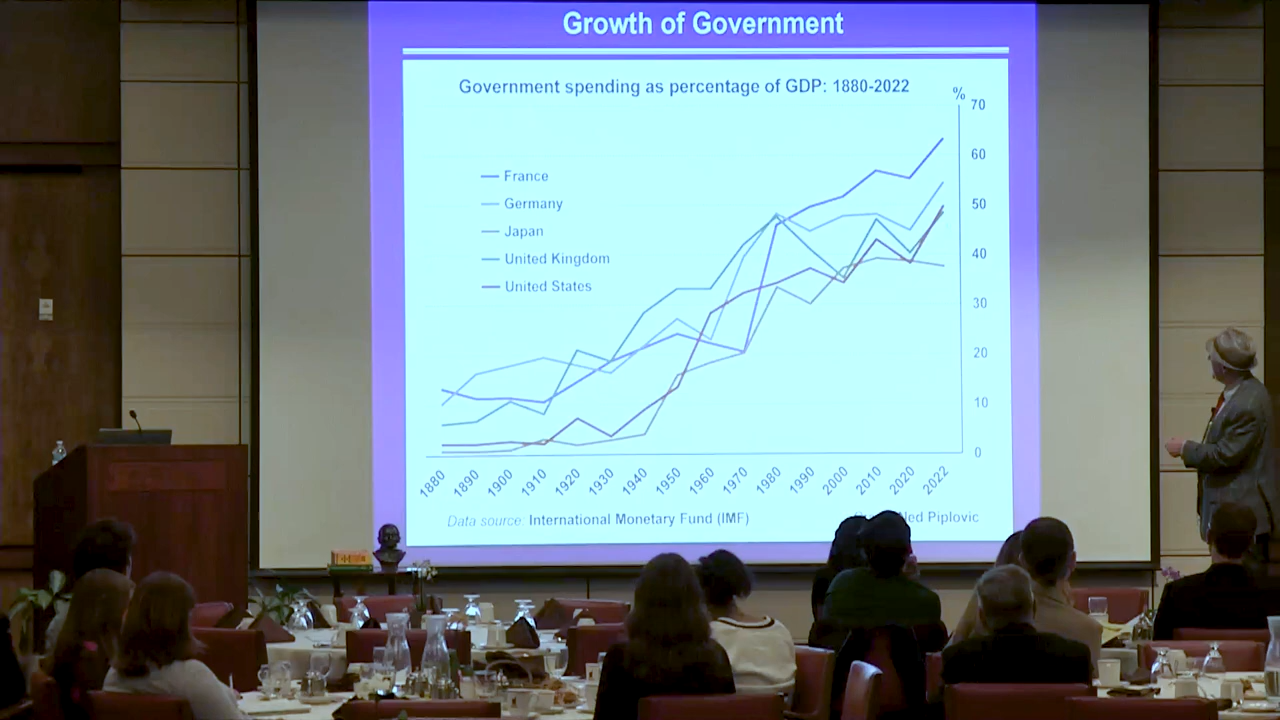 Growth of Government
Government spending as percentage of GDP: 1880-2022
%
70
60
50
40
30
20
10
0
France
Germany
Japan
United Kingdom
United States
1880
1890
1900
1910
1920
1930
1940
1950
1960
1970
1980
1990
2000
2010
2020
2022
Data source: International Monetary Fund (IMF)
Ned Piplovic